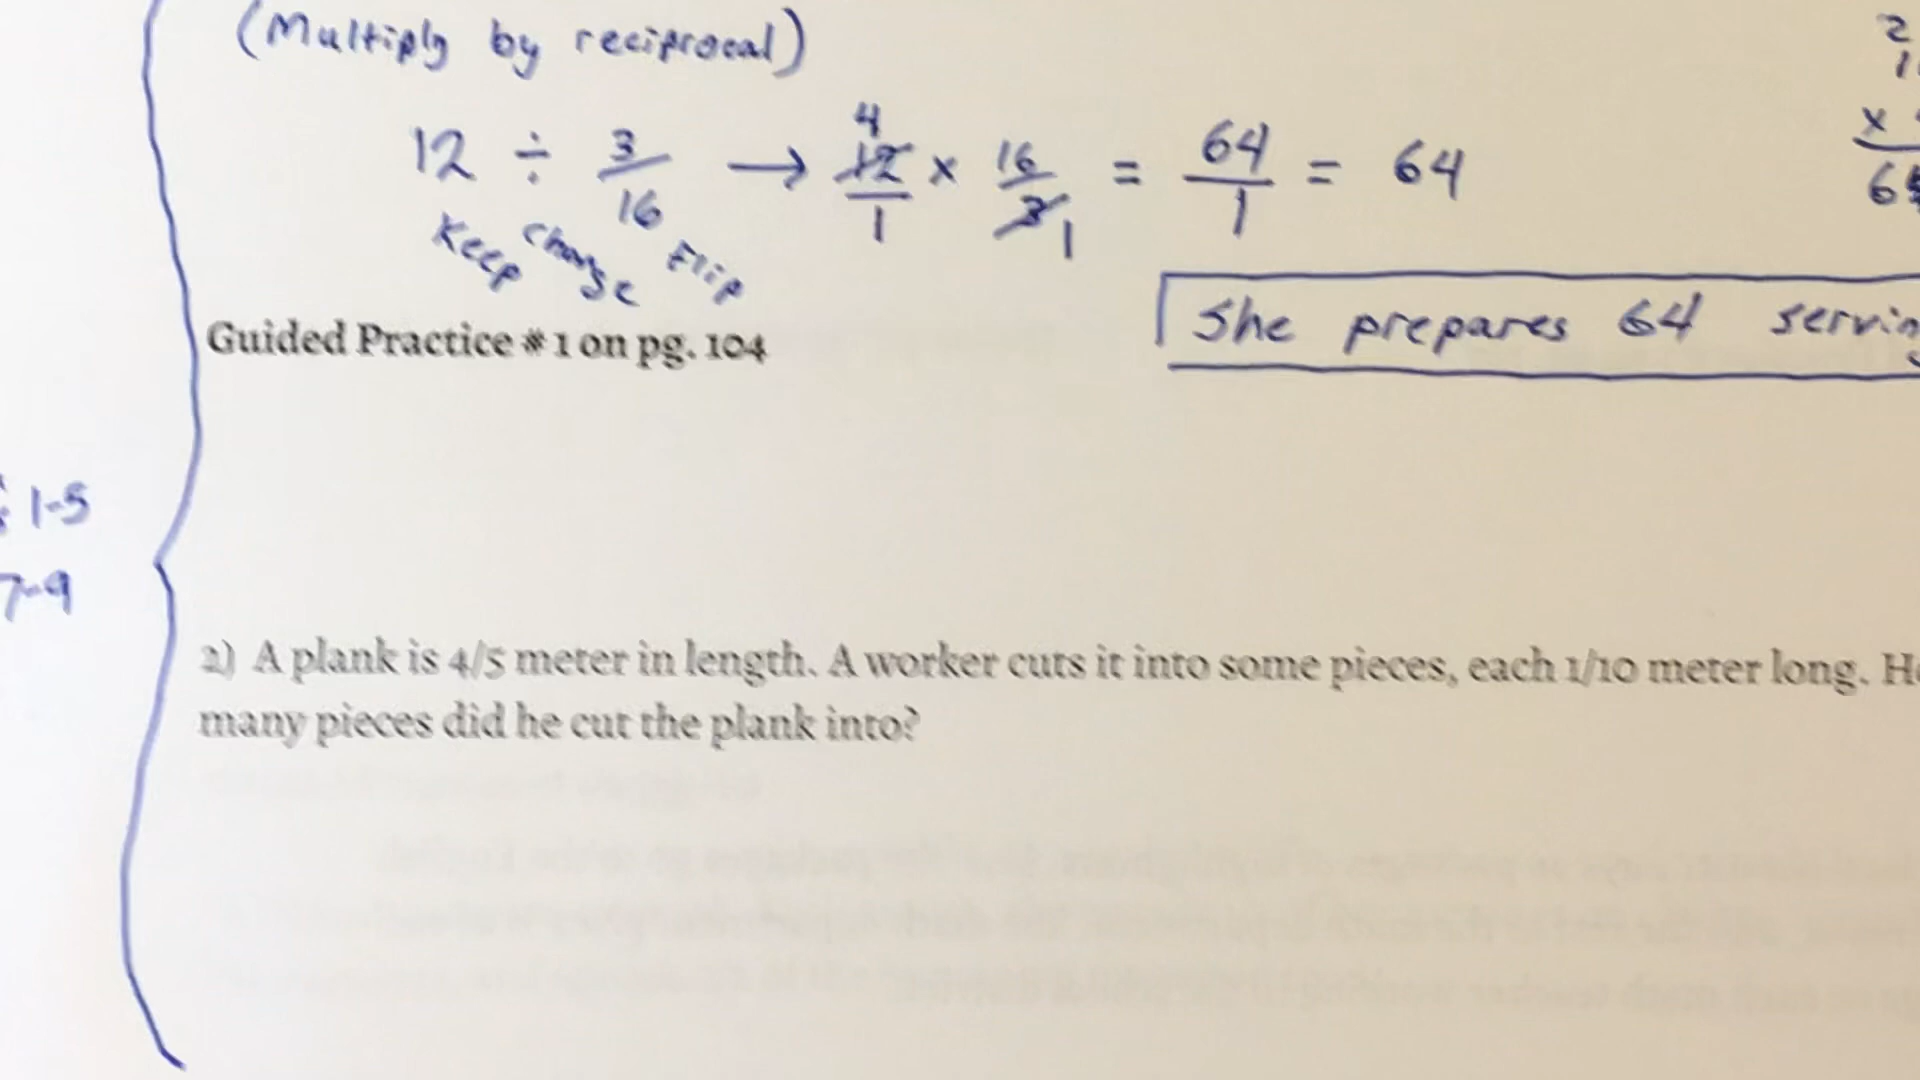 (Multiply by reciprocal)
12 ÷ 3/16 → 4 12/1 × 16/3 1 = 64/1 = 64
Keep Change Flip
She prepares 64
Guided Practice # 1 on pg. 104
1-5
7-9
2) A plank is 4/5 meter in length. A worker cuts it into some pieces, each 1/10 meter long.
many pieces did he cut the plank into?